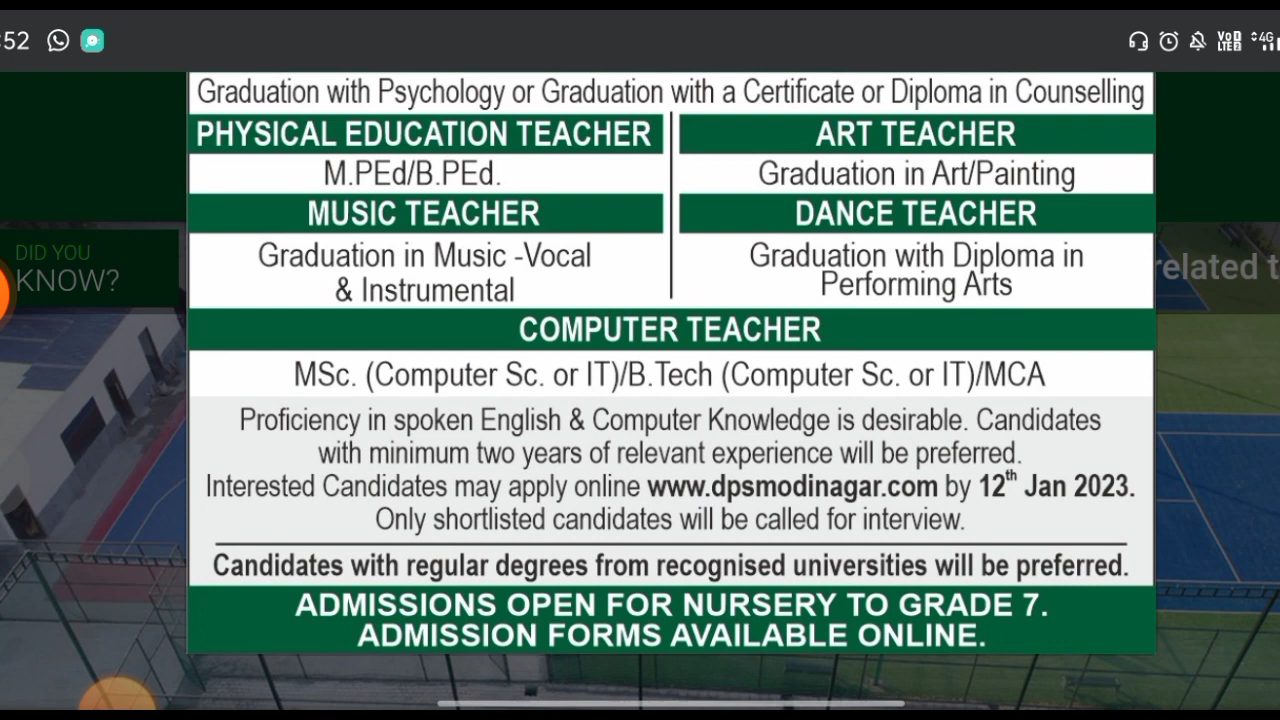 :52
VoD
LTEB
4G
Graduation with Psychology or Graduation with a Certificate or Diploma in Counselling
PHYSICAL EDUCATION TEACHER
M.PEd/B.PEd.
ART TEACHER
Graduation in Art/Painting
MUSIC TEACHER
Graduation in Music -Vocal
& Instrumental
DANCE TEACHER
Graduation with Diploma in
Performing Arts
COMPUTER TEACHER
MSc. (Computer Sc. or IT)/B.Tech (Computer Sc. or IT)/MCA
Proficiency in spoken English & Computer Knowledge is desirable. Candidates
with minimum two years of relevant experience will be preferred.
Interested Candidates may apply online www.dpsmodinagar.com by 12th Jan 2023.
Only shortlisted candidates will be called for interview.
Candidates with regular degrees from recognised universities will be preferred.
ADMISSIONS OPEN FOR NURSERY TO GRADE 7.
ADMISSION FORMS AVAILABLE ONLINE.
DID YOU
KNOW?
related t